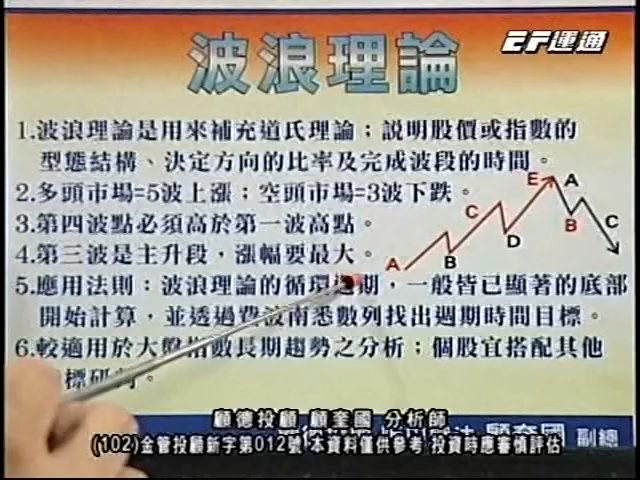 EF運通
波浪理論
1.波浪理論是用來補充道氏理論；說明股價或指數的
型態結構、決定方向的比率及完成波段的時間。
2.多頭市場=5波上漲；空頭市場=3波下跌。
3.第四波點必須高於第一波高點。
4.第三波是主升段，漲幅要最大。
A B C D E A B C
5.應用法則：波浪理論的循環週期，一般皆已顯著的底部
開始計算，並透過費波南悉數列找出週期時間目標。
6.較適用於大盤指數長期趨勢之分析；個股宜搭配其他
標研判。
顧奎國 副總
顧德投顧 顧奎國 分析師
(102)金管投顧新字第012號 本資料僅供參考 投資時應審慎評估